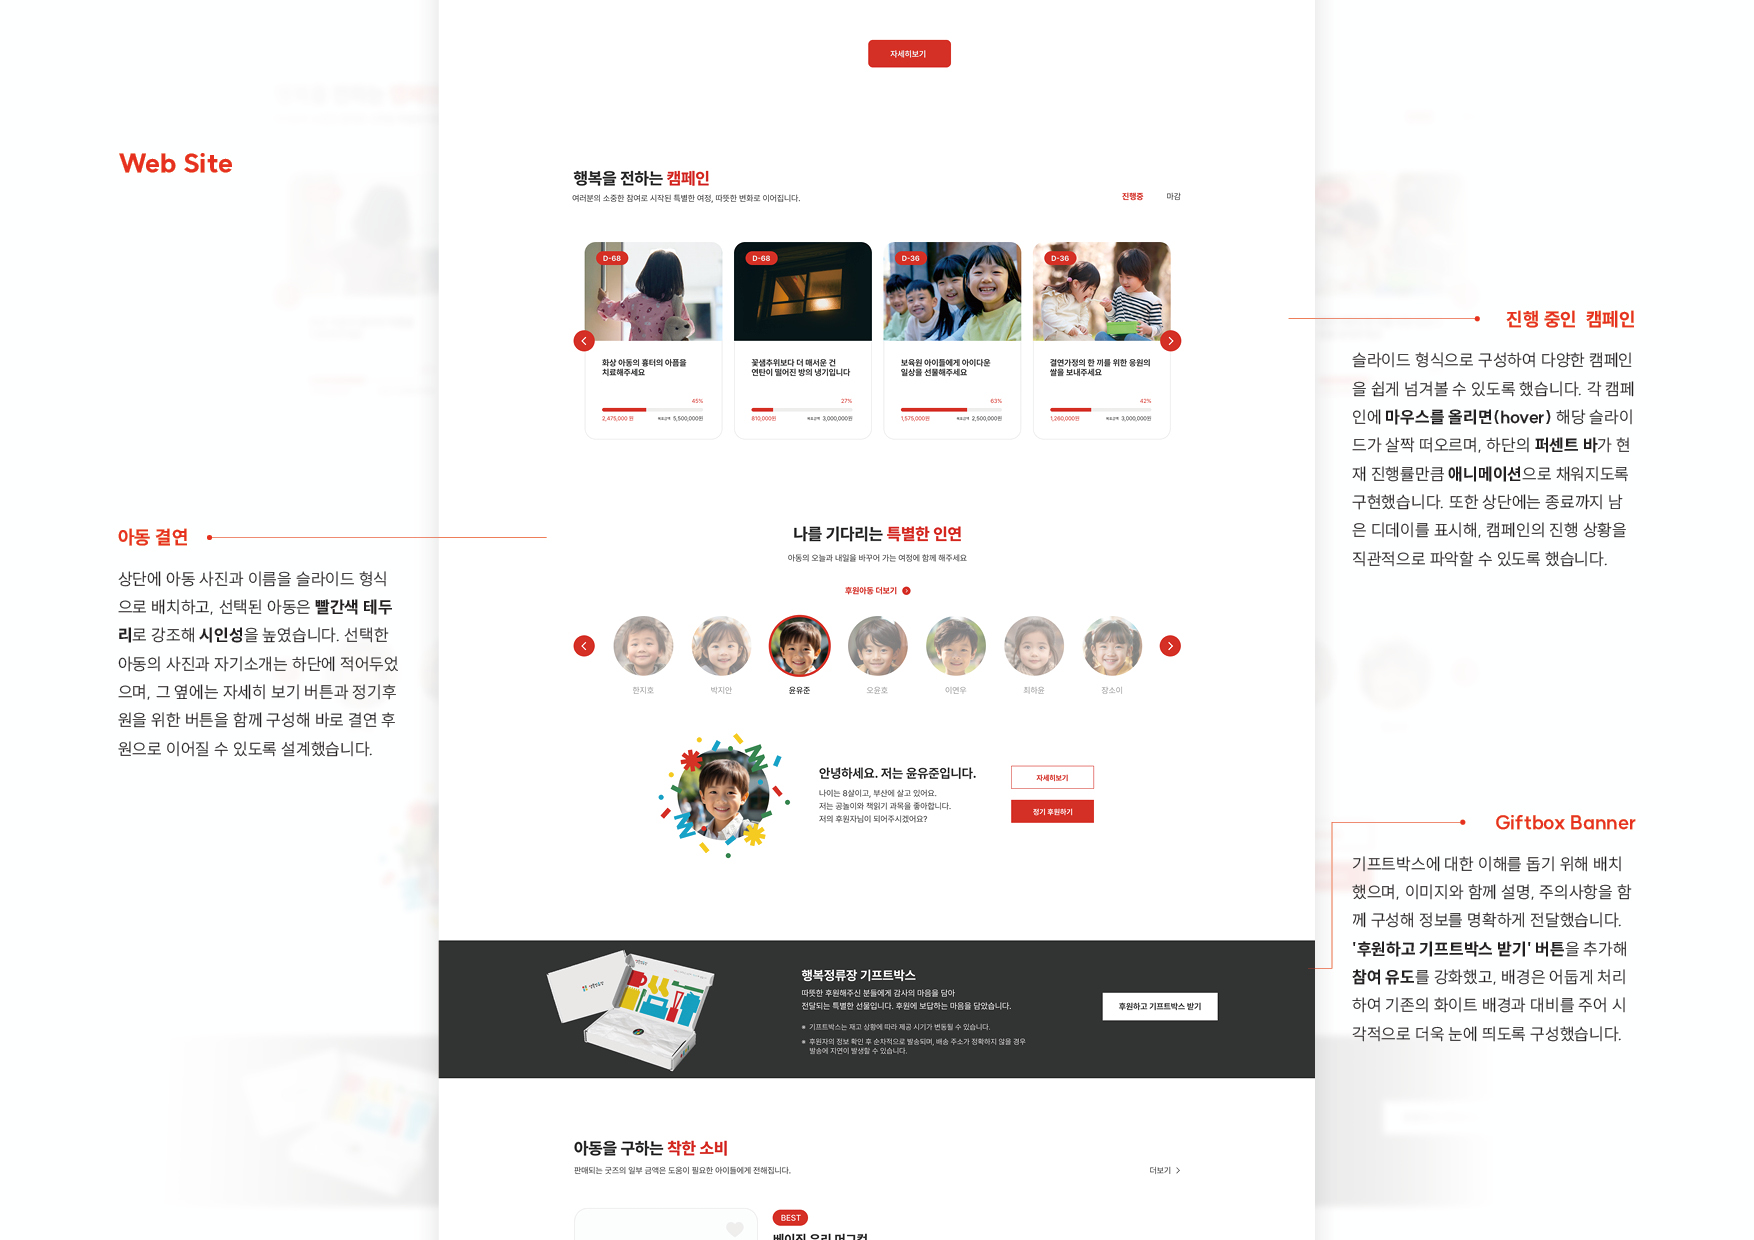 자세히보기
Web Site
행복을 전하는 캠페인
여러분의 소중한 참여로 시작된 특별한 여정, 따뜻한 변화로 이어집니다.
진행중
마감
D-68
화상 아동의 흉터의 아픔을
치료해주세요
45%
2,475,000 원
목표금액 5,500,000원
D-68
꽃샘추위보다 더 매서운 건
연탄이 떨어진 방의 냉기입니다
27%
810,000원
목표금액 3,000,000원
D-36
보육원 아이들에게 아이다운
일상을 선물해주세요
63%
1,575,000원
목표금액 2,500,000원
D-36
결연가정의 한 끼를 위한 응원의
쌀을 보내주세요
42%
1,260,000원
목표금액 3,000,000원
진행 중인 캠페인
슬라이드 형식으로 구성하여 다양한 캠페인
을 쉽게 넘겨볼 수 있도록 했습니다. 각 캠페
인에 마우스를 올리면(hover) 해당 슬라이
드가 살짝 떠오르며, 하단의 퍼센트 바가 현
재 진행률만큼 애니메이션으로 채워지도록
구현했습니다. 또한 상단에는 종료까지 남
은 디데이를 표시해, 캠페인의 진행 상황을
직관적으로 파악할 수 있도록 했습니다.
아동 결연
상단에 아동 사진과 이름을 슬라이드 형식
으로 배치하고, 선택된 아동은 빨간색 테두
리로 강조해 시인성을 높였습니다. 선택한
아동의 사진과 자기소개는 하단에 적어두었
으며, 그 옆에는 자세히 보기 버튼과 정기후
원을 위한 버튼을 함께 구성해 바로 결연 후
원으로 이어질 수 있도록 설계했습니다.
나를 기다리는 특별한 인연
아동의 오늘과 내일을 바꾸어 가는 여정에 함께 해주세요
후원아동 더보기
한지호
박지안
윤유준
오윤호
이연우
최하윤
장소이
안녕하세요. 저는 윤유준입니다.
나이는 8살이고, 부산에 살고 있어요.
저는 공놀이와 책읽기 과목을 좋아합니다.
저의 후원자님이 되어주시겠어요?
자세히보기
정기 후원하기
Giftbox Banner
기프트박스에 대한 이해를 돕기 위해 배치
했으며, 이미지와 함께 설명, 주의사항을 함
께 구성해 정보를 명확하게 전달했습니다.
'후원하고 기프트박스 받기' 버튼을 추가해
참여 유도를 강화했고, 배경은 어둡게 처리
하여 기존의 화이트 배경과 대비를 주어 시
각적으로 더욱 눈에 띄도록 구성했습니다.
행복정류장 기프트박스
따뜻한 후원해주신 분들에게 감사의 마음을 담아
전달되는 특별한 선물입니다. 후원에 보답하는 마음을 담았습니다.
기프트박스는 재고 상황에 따라 제공 시기가 변동될 수 있습니다.
후원자의 정보 확인 후 순차적으로 발송되며, 배송 주소가 정확하지 않을 경우
발송에 지연이 발생할 수 있습니다.
후원하고 기프트박스 받기
아동을 구하는 착한 소비
판매되는 굿즈의 일부 금액은 도움이 필요한 아이들에게 전해집니다.
더보기
BEST
베이직 유리 머그컵